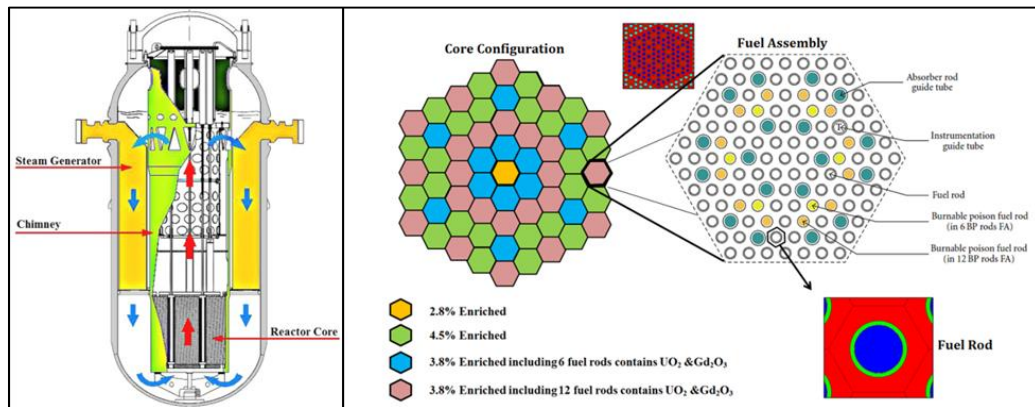 Steam Generator
Chimney
Reactor Core
Core Configuration
Fuel Assembly
Absorber rod
guide tube
Instrumentation
guide tube
Fuel rod
Burnable poison fuel rod
(in 6 BP rods FA)
Burnable poison fuel rod
(in 12 BP rods FA)
2.8% Enriched
4.5% Enriched
3.8% Enriched including 6 fuel rods contains UO₂ &Gd₂O₃
3.8% Enriched including 12 fuel rods contains UO₂ &Gd₂O₃
Fuel Rod